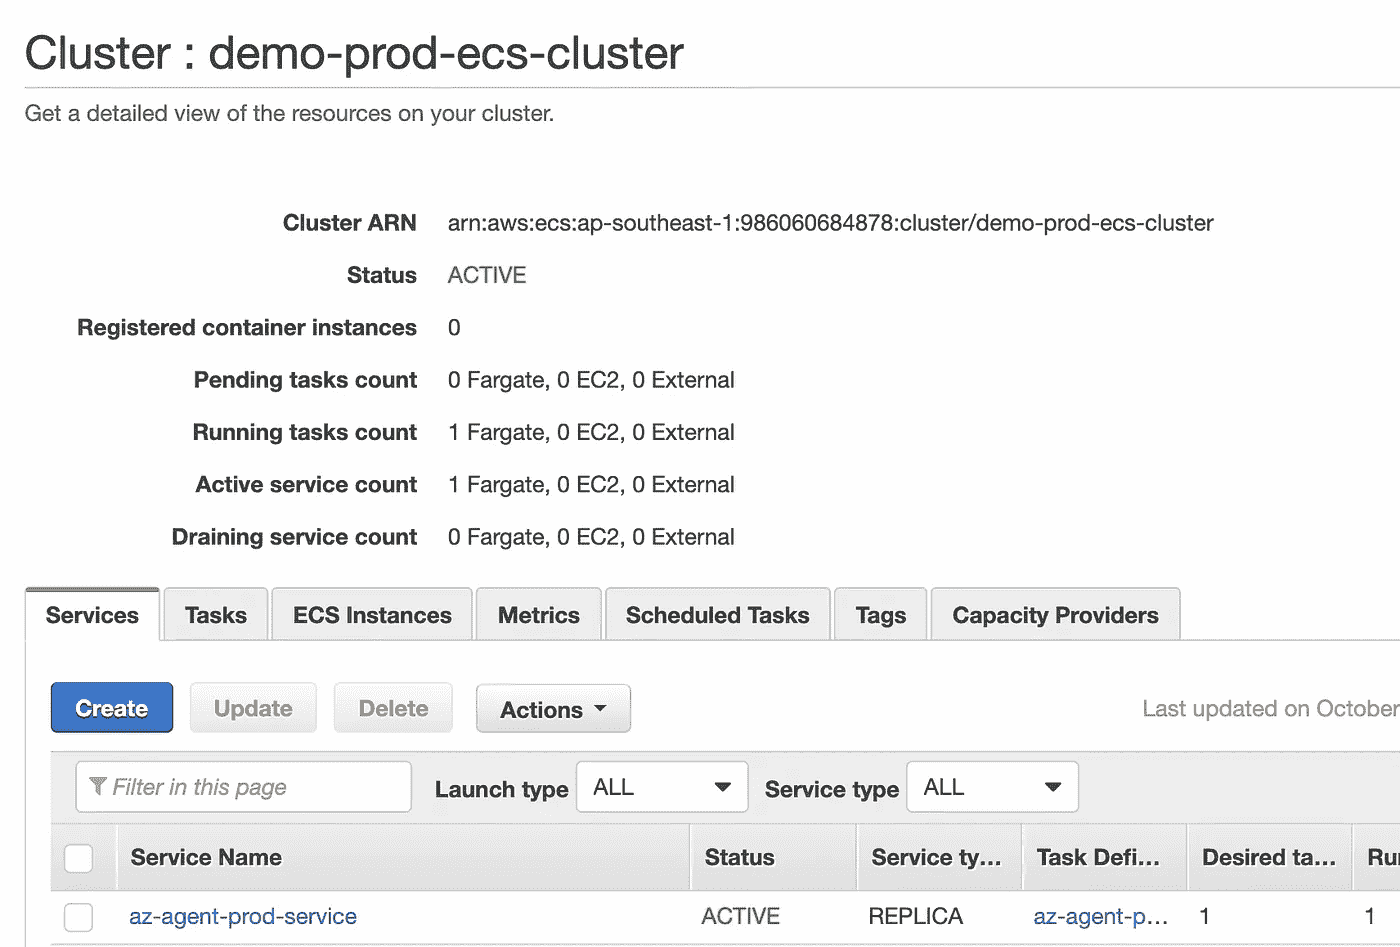 Cluster : demo-prod-ecs-cluster
Get a detailed view of the resources on your cluster.
Cluster ARN arn:aws:ecs:ap-southeast-1:986060684878:cluster/demo-prod-ecs-cluster
Status ACTIVE
Registered container instances 0
Pending tasks count 0 Fargate, 0 EC2, 0 External
Running tasks count 1 Fargate, 0 EC2, 0 External
Active service count 1 Fargate, 0 EC2, 0 External
Draining service count 0 Fargate, 0 EC2, 0 External
Services Tasks ECS Instances Metrics Scheduled Tasks Tags Capacity Providers
Create Update Delete Actions Last updated on October
Filter in this page Launch type ALL Service type ALL
Service Name Status Service ty... Task Defi... Desired ta... Ru
az-agent-prod-service ACTIVE REPLICA az-agent-p... 1 1